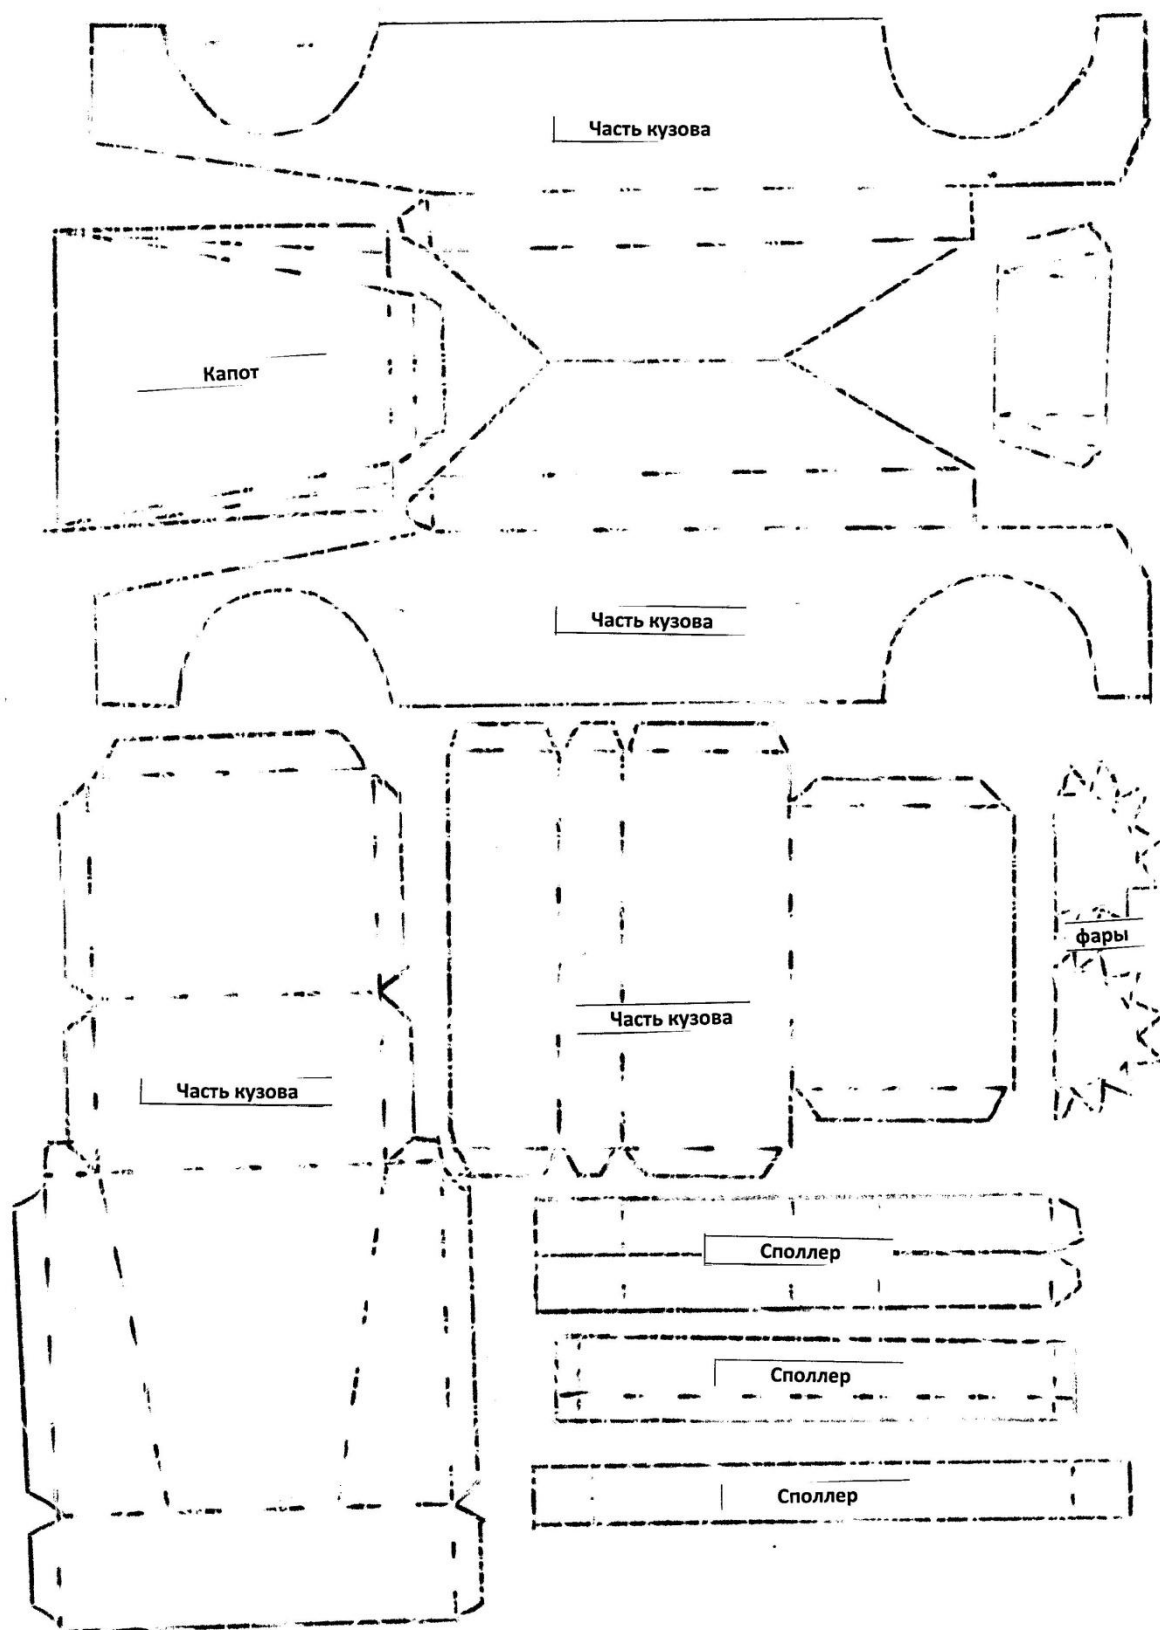 Часть кузова
Капот
Часть кузова
фары
Часть кузова
Часть кузова
Споллер
Споллер
Споллер